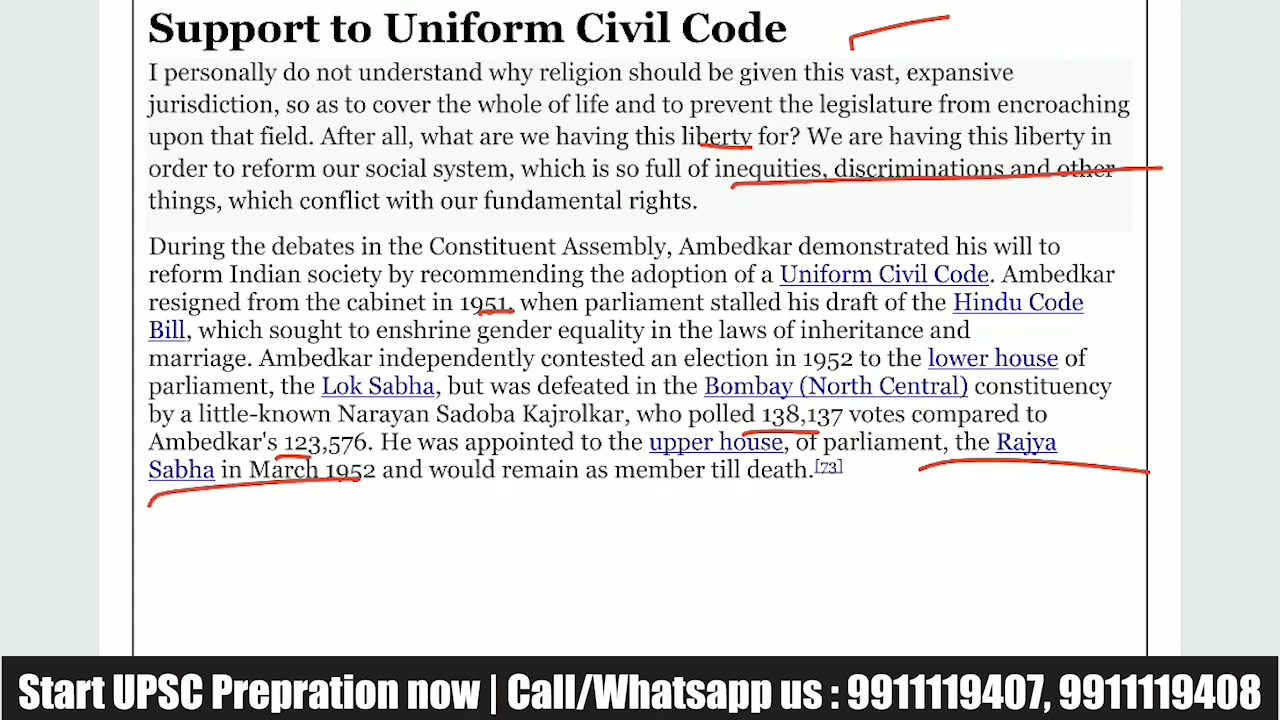 Support to Uniform Civil Code
I personally do not understand why religion should be given this vast, expansive
jurisdiction, so as to cover the whole of life and to prevent the legislature from encroaching
upon that field. After all, what are we having this liberty for? We are having this liberty in
order to reform our social system, which is so full of inequities, discriminations and other
things, which conflict with our fundamental rights.
During the debates in the Constituent Assembly, Ambedkar demonstrated his will to
reform Indian society by recommending the adoption of a Uniform Civil Code. Ambedkar
resigned from the cabinet in 1951, when parliament stalled his draft of the Hindu Code
Bill, which sought to enshrine gender equality in the laws of inheritance and
marriage. Ambedkar independently contested an election in 1952 to the lower house of
parliament, the Lok Sabha, but was defeated in the Bombay (North Central) constituency
by a little-known Narayan Sadoba Kajrolkar, who polled 138,137 votes compared to
Ambedkar's 123,576. He was appointed to the upper house, of parliament, the Rajya
Sabha in March 1952 and would remain as member till death.[73]
Start UPSC Prepration now | Call/Whatsapp us : 9911119407, 9911119408